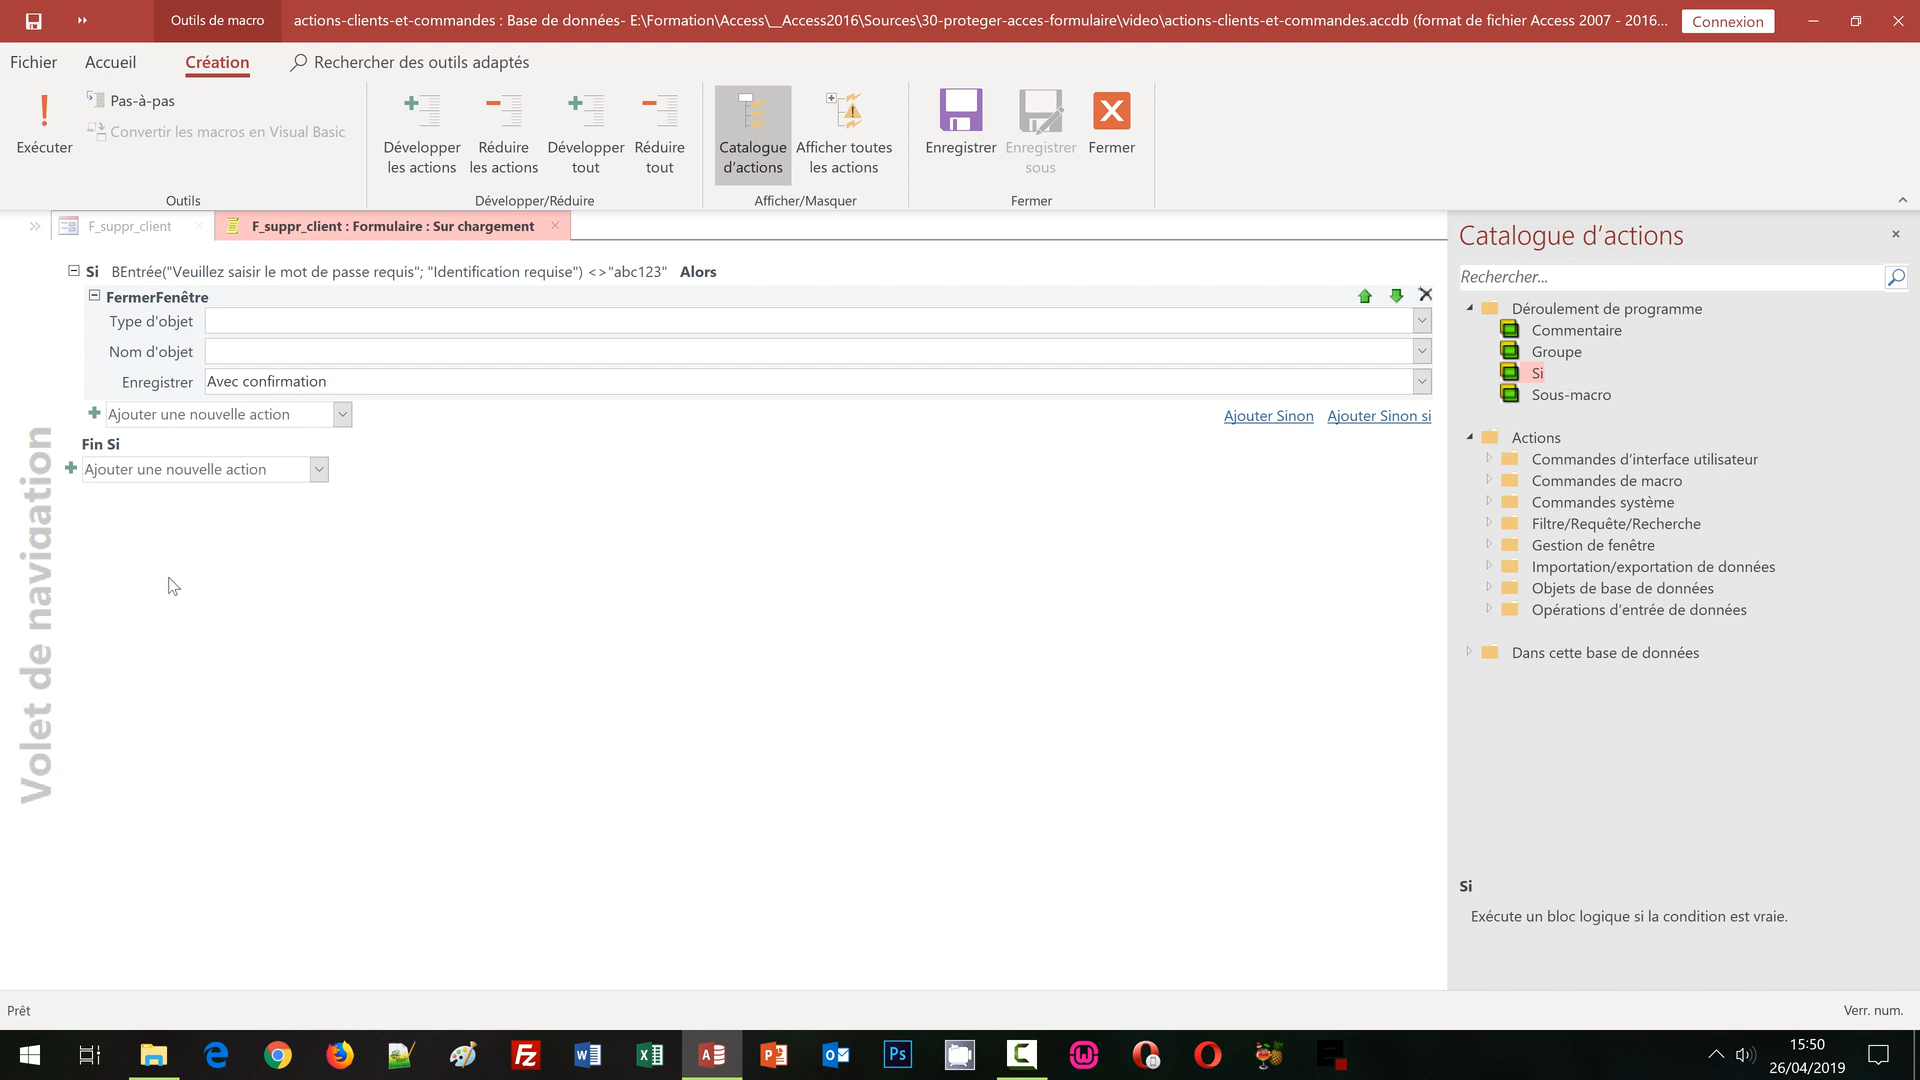 Outils de macro
actions-clients-et-commandes : Base de données- E:\Formation\Access\__Access2016\Sources\30-proteger-acces-formulaire\video\actions-clients-et-commandes.accdb (format de fichier Access 2007 - 2016...
Connexion
Fichier
Accueil
Création
Rechercher des outils adaptés
Exécuter
Pas-à-pas
Convertir les macros en Visual Basic
Outils
Développer les actions
Réduire les actions
Développer tout
Réduire tout
Développer/Réduire
Catalogue d'actions
Afficher toutes les actions
Afficher/Masquer
Enregistrer
Enregistrer sous
Fermer
Fermer
F_suppr_client
F_suppr_client : Formulaire : Sur chargement
Volet de navigation
Si BEntrée("Veuillez saisir le mot de passe requis"; "Identification requise") <>"abc123" Alors
FermerFenêtre
Type d'objet
Nom d'objet
Enregistrer Avec confirmation
Ajouter une nouvelle action
Ajouter Sinon Ajouter Sinon si
Fin Si
Ajouter une nouvelle action
Catalogue d'actions
Rechercher...
Déroulement de programme
Commentaire
Groupe
Si
Sous-macro
Actions
Commandes d'interface utilisateur
Commandes de macro
Commandes système
Filtre/Requête/Recherche
Gestion de fenêtre
Importation/exportation de données
Objets de base de données
Opérations d'entrée de données
Dans cette base de données
Si
Exécute un bloc logique si la condition est vraie.
Prêt
Verr. num.
15:50
26/04/2019